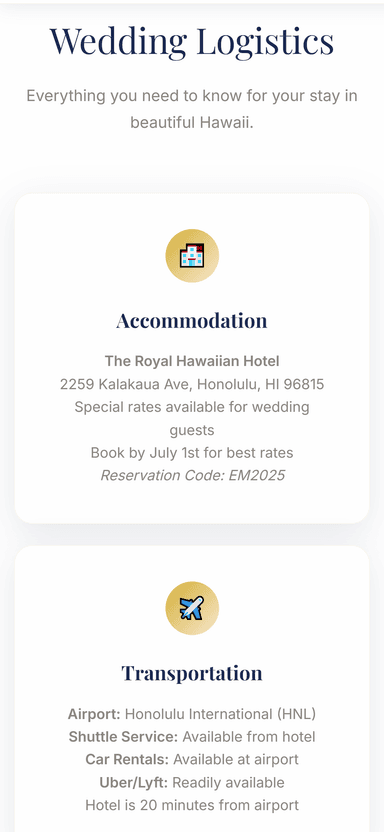 Wedding Logistics
Everything you need to know for your stay in
beautiful Hawaii.
Accommodation
The Royal Hawaiian Hotel
2259 Kalakaua Ave, Honolulu, HI 96815
Special rates available for wedding
guests
Book by July 1st for best rates
Reservation Code: EM2025
Transportation
Airport: Honolulu International (HNL)
Shuttle Service: Available from hotel
Car Rentals: Available at airport
Uber/Lyft: Readily available
Hotel is 20 minutes from airport